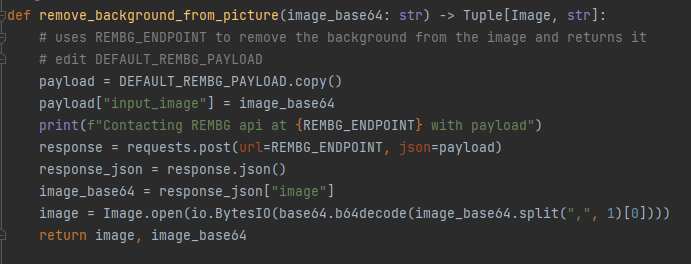 def remove_background_from_picture(image_base64: str) -> Tuple[Image, str]:
    # uses REMBG_ENDPOINT to remove the background from the image and returns it
    # edit DEFAULT_REMBG_PAYLOAD
    payload = DEFAULT_REMBG_PAYLOAD.copy()
    payload["input_image"] = image_base64
    print(f"Contacting REMBG api at {REMBG_ENDPOINT} with payload")
    response = requests.post(url=REMBG_ENDPOINT, json=payload)
    response_json = response.json()
    image_base64 = response_json["image"]
    image = Image.open(io.BytesIO(base64.b64decode(image_base64.split(",", 1)[0])))
    return image, image_base64